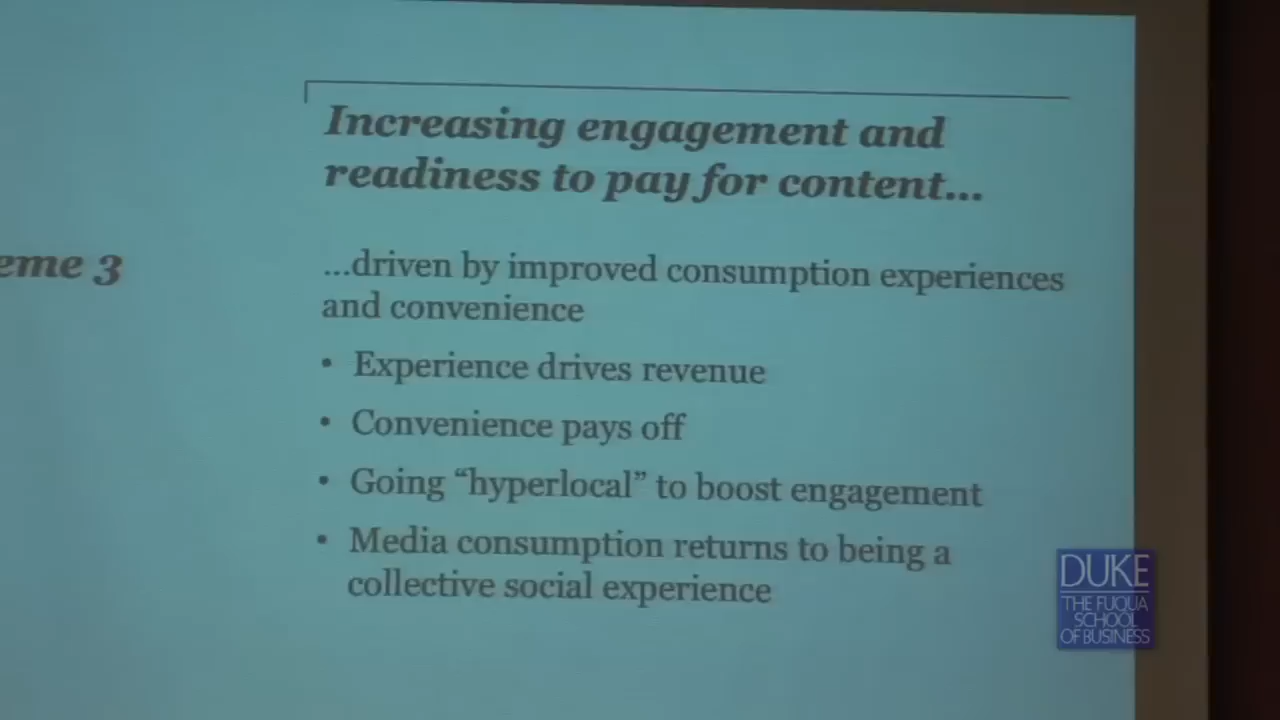 Increasing engagement and
readiness to pay for content...
eme 3
...driven by improved consumption experiences
and convenience
• Experience drives revenue
• Convenience pays off
• Going “hyperlocal” to boost engagement
• Media consumption returns to being a
collective social experience
DUKE
THE FUQUA
SCHOOL
OF BUSINESS